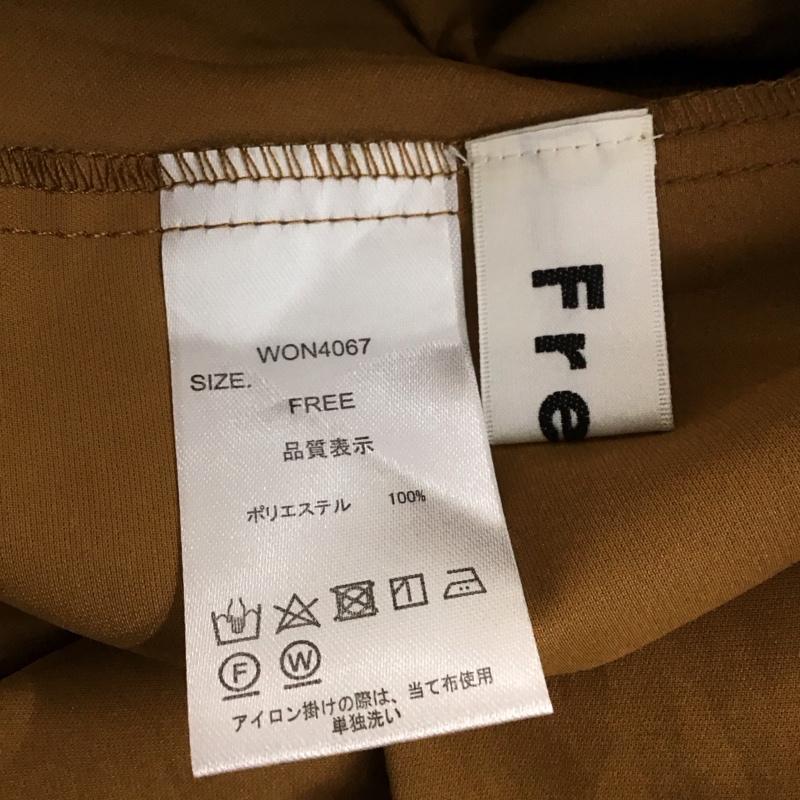 WON4067
SIZE.
FREE
品質表示
ポリエステル 100%
F W
アイロン掛けの際は、当て布使用
単独洗い
Fre